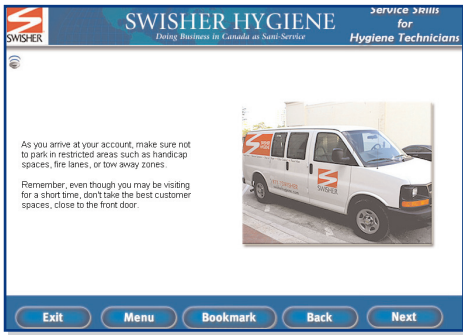 SWISHER
SWISHER HYGIENE
Doing Business in Canada as Sani-Service
Service Skills
for
Hygiene Technicians
As you arrive at your account, make sure not
to park in restricted areas such as handicap
spaces, fire lanes, or tow away zones.
Remember, even though you may be visiting
for a short time, don't take the best customer
spaces, close to the front door.
SWISHER
Exit
Menu
Bookmark
Back
Next